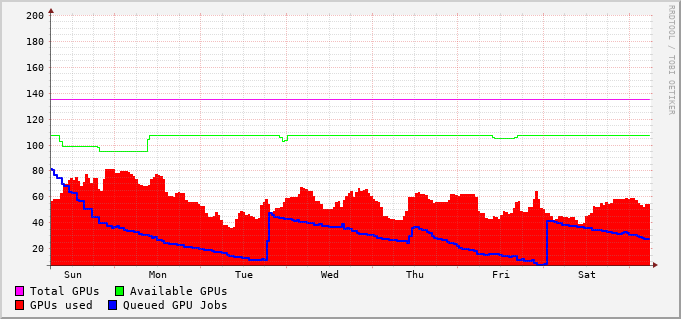 200
180
160
140
120
100
80
60
40
20
Sun Mon Tue Wed Thu Fri Sat
Total GPUs Available GPUs
GPUs used Queued GPU Jobs
RRDTOOL / TOBI OETIKER